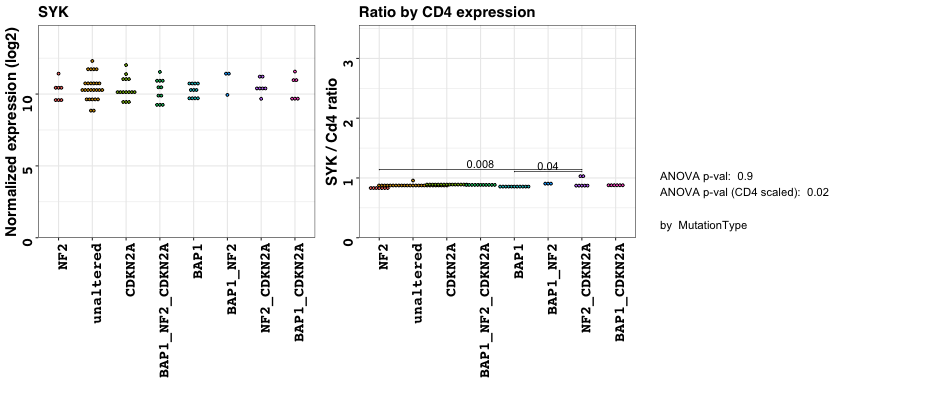 SYK
Normalized expression (log2)
0
5
10
NF2
unaltered
CDKN2A
BAP1_NF2_CDKN2A
BAP1
BAP1_NF2
NF2_CDKN2A
BAP1_CDKN2A
Ratio by CD4 expression
SYK / Cd4 ratio
0
1
2
3
0.008
0.04
NF2
unaltered
CDKN2A
BAP1_NF2_CDKN2A
BAP1
BAP1_NF2
NF2_CDKN2A
BAP1_CDKN2A
ANOVA p-val: 0.9
ANOVA p-val (CD4 scaled): 0.02
by MutationType